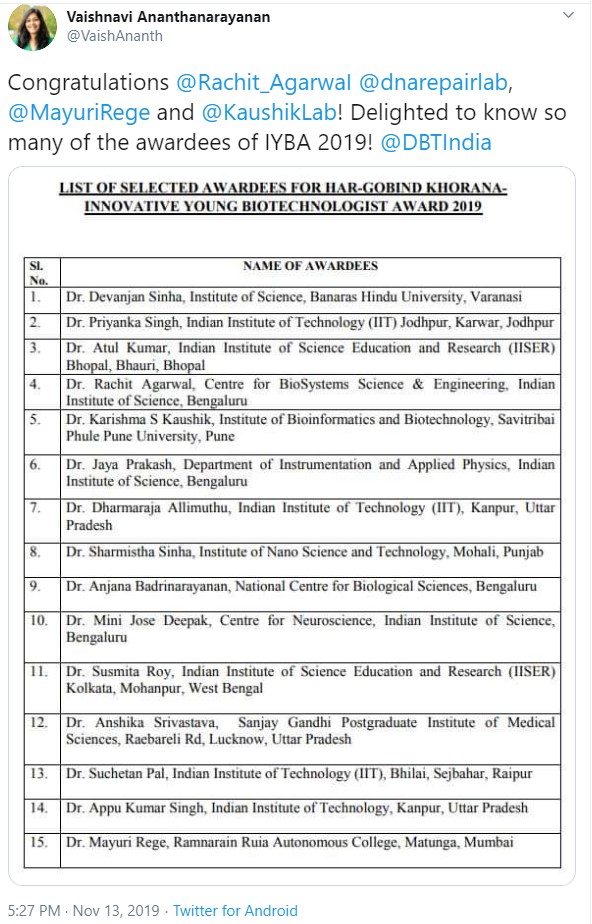 Vaishnavi Ananthanarayanan
@VaishAnanth
Congratulations @Rachit_Agarwal @dnarepairlab,
@MayuriRege and @KaushikLab! Delighted to know so
many of the awardees of IYBA 2019! @DBTIndia
LIST OF SELECTED AWARDEES FOR HAR-GOBIND KHORANA-
INNOVATIVE YOUNG BIOTECHNOLOGIST AWARD 2019
Sl. No. NAME OF AWARDEES
1. Dr. Devanjan Sinha, Institute of Science, Banaras Hindu University, Varanasi
2. Dr. Priyanka Singh, Indian Institute of Technology (IIT) Jodhpur, Karwar, Jodhpur
3. Dr. Atul Kumar, Indian Institute of Science Education and Research (IISER)
Bhopal, Bhauri, Bhopal
4. Dr. Rachit Agarwal, Centre for BioSystems Science & Engineering, Indian
Institute of Science, Bengaluru
5. Dr. Karishma S Kaushik, Institute of Bioinformatics and Biotechnology, Savitribai
Phule Pune University, Pune
6. Dr. Jaya Prakash, Department of Instrumentation and Applied Physics, Indian
Institute of Science, Bengaluru
7. Dr. Dharmaraja Allimuthu, Indian Institute of Technology (IIT), Kanpur, Uttar
Pradesh
8. Dr. Sharmistha Sinha, Institute of Nano Science and Technology, Mohali, Punjab
9. Dr. Anjana Badrinarayanan, National Centre for Biological Sciences, Bengaluru
10. Dr. Mini Jose Deepak, Centre for Neuroscience, Indian Institute of Science,
Bengaluru
11. Dr. Susmita Roy, Indian Institute of Science Education and Research (IISER)
Kolkata, Mohanpur, West Bengal
12. Dr. Anshika Srivastava, Sanjay Gandhi Postgraduate Institute of Medical
Sciences, Raebareli Rd, Lucknow, Uttar Pradesh
13. Dr. Suchetan Pal, Indian Institute of Technology (IIT), Bhilai, Sejbahar, Raipur
14. Dr. Appu Kumar Singh, Indian Institute of Technology, Kanpur, Uttar Pradesh
15. Dr. Mayuri Rege, Ramnarain Ruia Autonomous College, Matunga, Mumbai
5:27 PM · Nov 13, 2019 · Twitter for Android